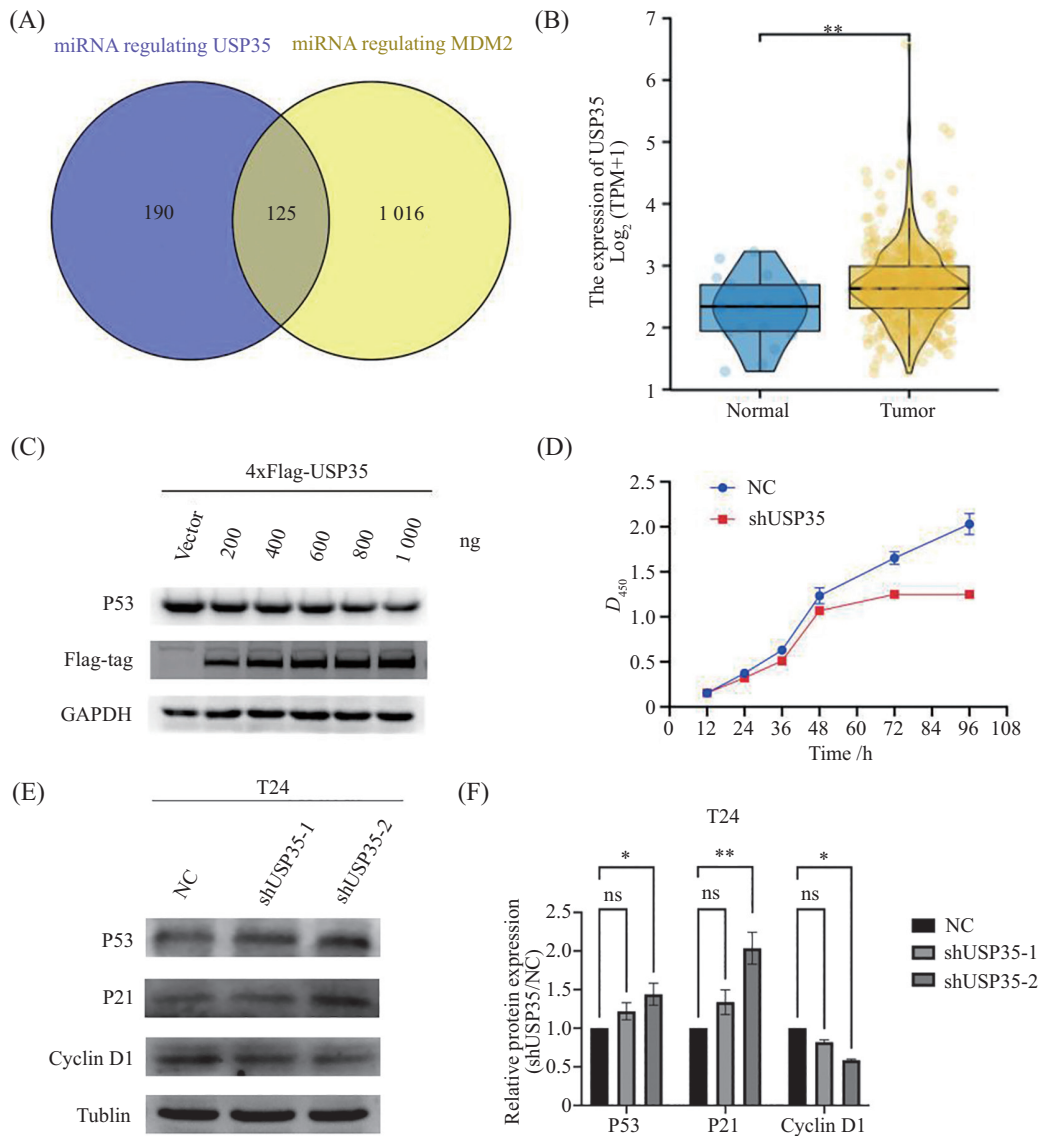 (A)
miRNA regulating USP35
miRNA regulating MDM2
190
125
1 016
(B)
**
The expression of USP35
Log2 (TPM+1)
7
6
5
4
3
2
1
Normal
Tumor
(C)
4xFlag-USP35
Vector
200
400
600
800
1 000
ng
P53
Flag-tag
GAPDH
(D)
NC
shUSP35
D450
2.5
2.0
1.5
1.0
0.5
0
0 12 24 36 48 60 72 84 96 108
Time /h
(E)
T24
NC
shUSP35-1
shUSP35-2
P53
P21
Cyclin D1
Tublin
(F)
T24
* ** *
ns ns ns
Relative protein expression
(shUSP35/NC)
2.5
2.0
1.5
1.0
0.5
0
P53 P21 Cyclin D1
NC
shUSP35-1
shUSP35-2